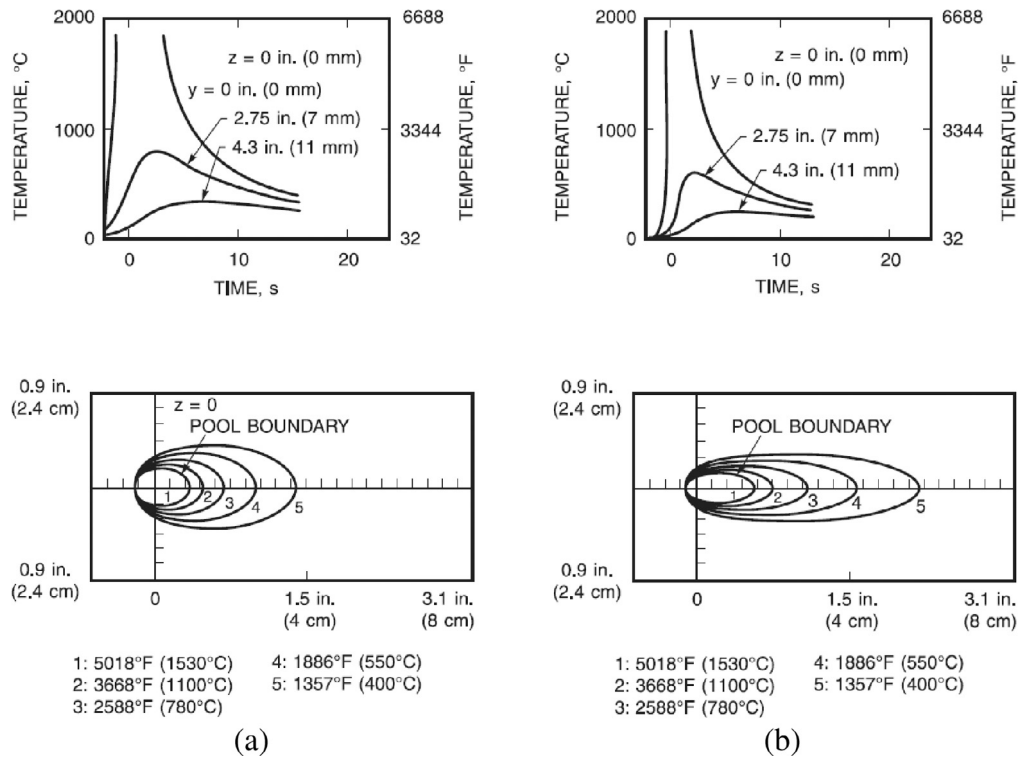 2000
1000
0
TEMPERATURE, °C
z = 0 in. (0 mm)
y = 0 in. (0 mm)
2.75 in. (7 mm)
4.3 in. (11 mm)
6688
3344
32
TEMPERATURE, °F
0 10 20
TIME, s
2000
1000
0
TEMPERATURE, °C
z = 0 in. (0 mm)
y = 0 in. (0 mm)
2.75 in. (7 mm)
4.3 in. (11 mm)
6688
3344
32
TEMPERATURE, °F
0 10 20
TIME, s
0.9 in.
(2.4 cm)
z = 0
POOL BOUNDARY
1 2 3 4 5
0.9 in.
(2.4 cm)
0 1.5 in. 3.1 in.
(4 cm) (8 cm)
1: 5018°F (1530°C) 4: 1886°F (550°C)
2: 3668°F (1100°C) 5: 1357°F (400°C)
3: 2588°F (780°C)
(a)
0.9 in.
(2.4 cm)
POOL BOUNDARY
1 2 3 4 5
0.9 in.
(2.4 cm)
0 1.5 in. 3.1 in.
(4 cm) (8 cm)
1: 5018°F (1530°C) 4: 1886°F (550°C)
2: 3668°F (1100°C) 5: 1357°F (400°C)
3: 2588°F (780°C)
(b)